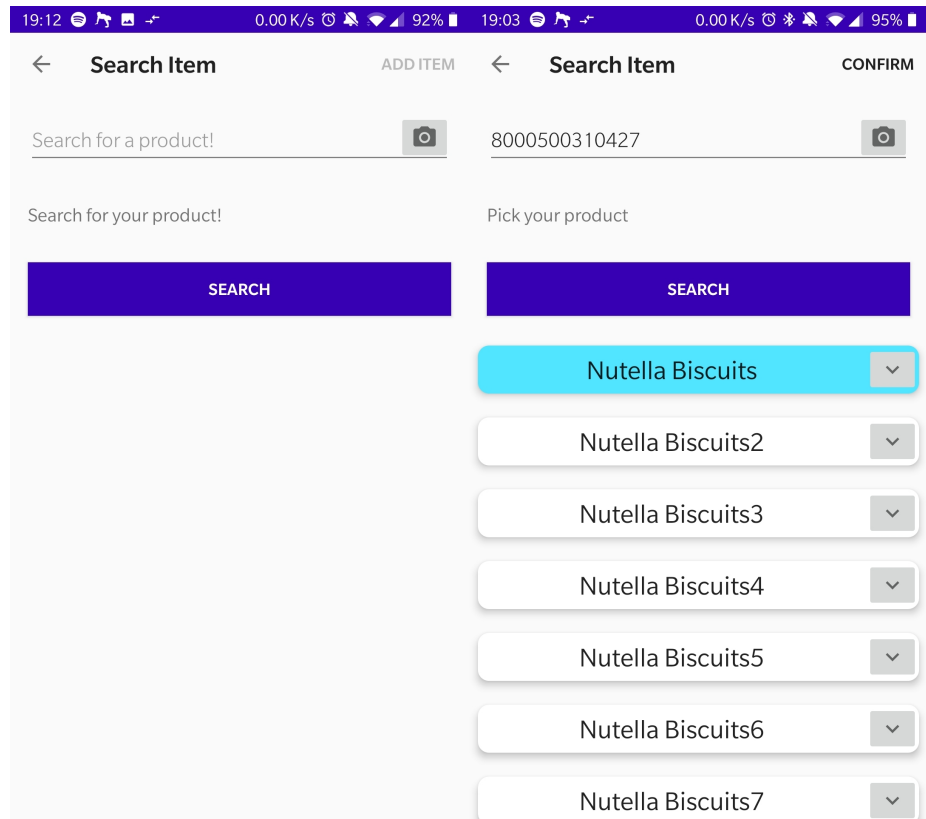 19:12 0.00 K/s 92%
Search Item ADD ITEM
Search for a product!
Search for your product!
SEARCH
19:03 0.00 K/s 95%
Search Item CONFIRM
8000500310427
Pick your product
SEARCH
Nutella Biscuits
Nutella Biscuits2
Nutella Biscuits3
Nutella Biscuits4
Nutella Biscuits5
Nutella Biscuits6
Nutella Biscuits7